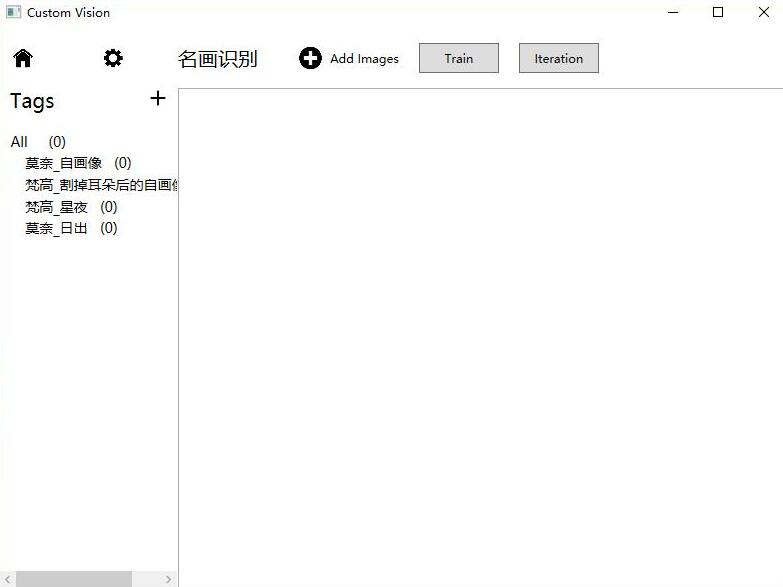 Custom Vision
名画识别 Add Images Train Iteration
Tags
All (0)
莫奈_自画像 (0)
梵高_割掉耳朵后的自画
梵高_星夜 (0)
莫奈_日出 (0)